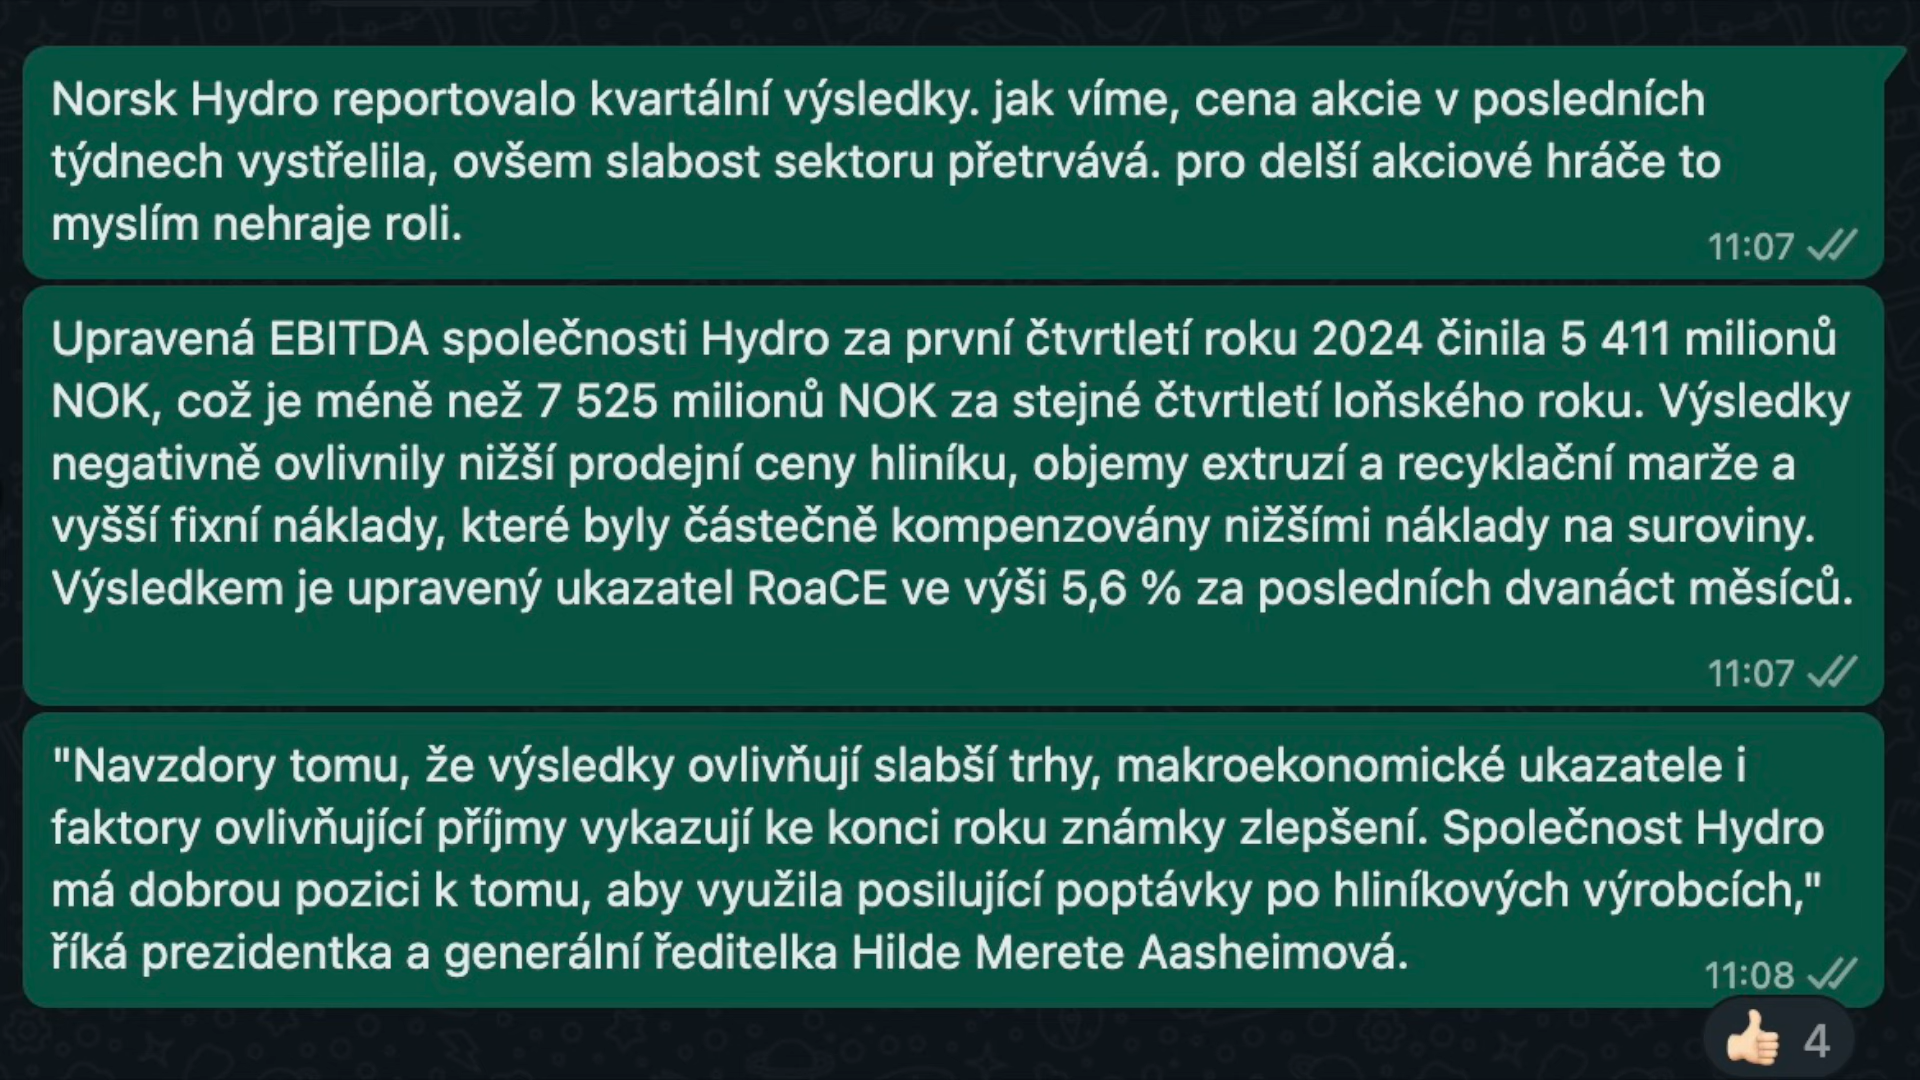 Norsk Hydro reportovalo kvartální výsledky. jak víme, cena akcie v posledních
týdnech vystřelila, ovšem slabost sektoru přetrvává. pro delší akciové hráče to
myslím nehraje roli.
11:07
Upravená EBITDA společnosti Hydro za první čtvrtletí roku 2024 činila 5 411 milionů
NOK, což je méně než 7 525 milionů NOK za stejné čtvrtletí loňského roku. Výsledky
negativně ovlivnily nižší prodejní ceny hliníku, objemy extruzí a recyklační marže a
vyšší fixní náklady, které byly částečně kompenzovány nižšími náklady na suroviny.
Výsledkem je upravený ukazatel RoaCE ve výši 5,6 % za posledních dvanáct měsíců.
11:07
"Navzdory tomu, že výsledky ovlivňují slabší trhy, makroekonomické ukazatele i
faktory ovlivňující příjmy vykazují ke konci roku známky zlepšení. Společnost Hydro
má dobrou pozici k tomu, aby využila posilující poptávky po hliníkových výrobcích,"
říká prezidentka a generální ředitelka Hilde Merete Aasheimová.
11:08
4